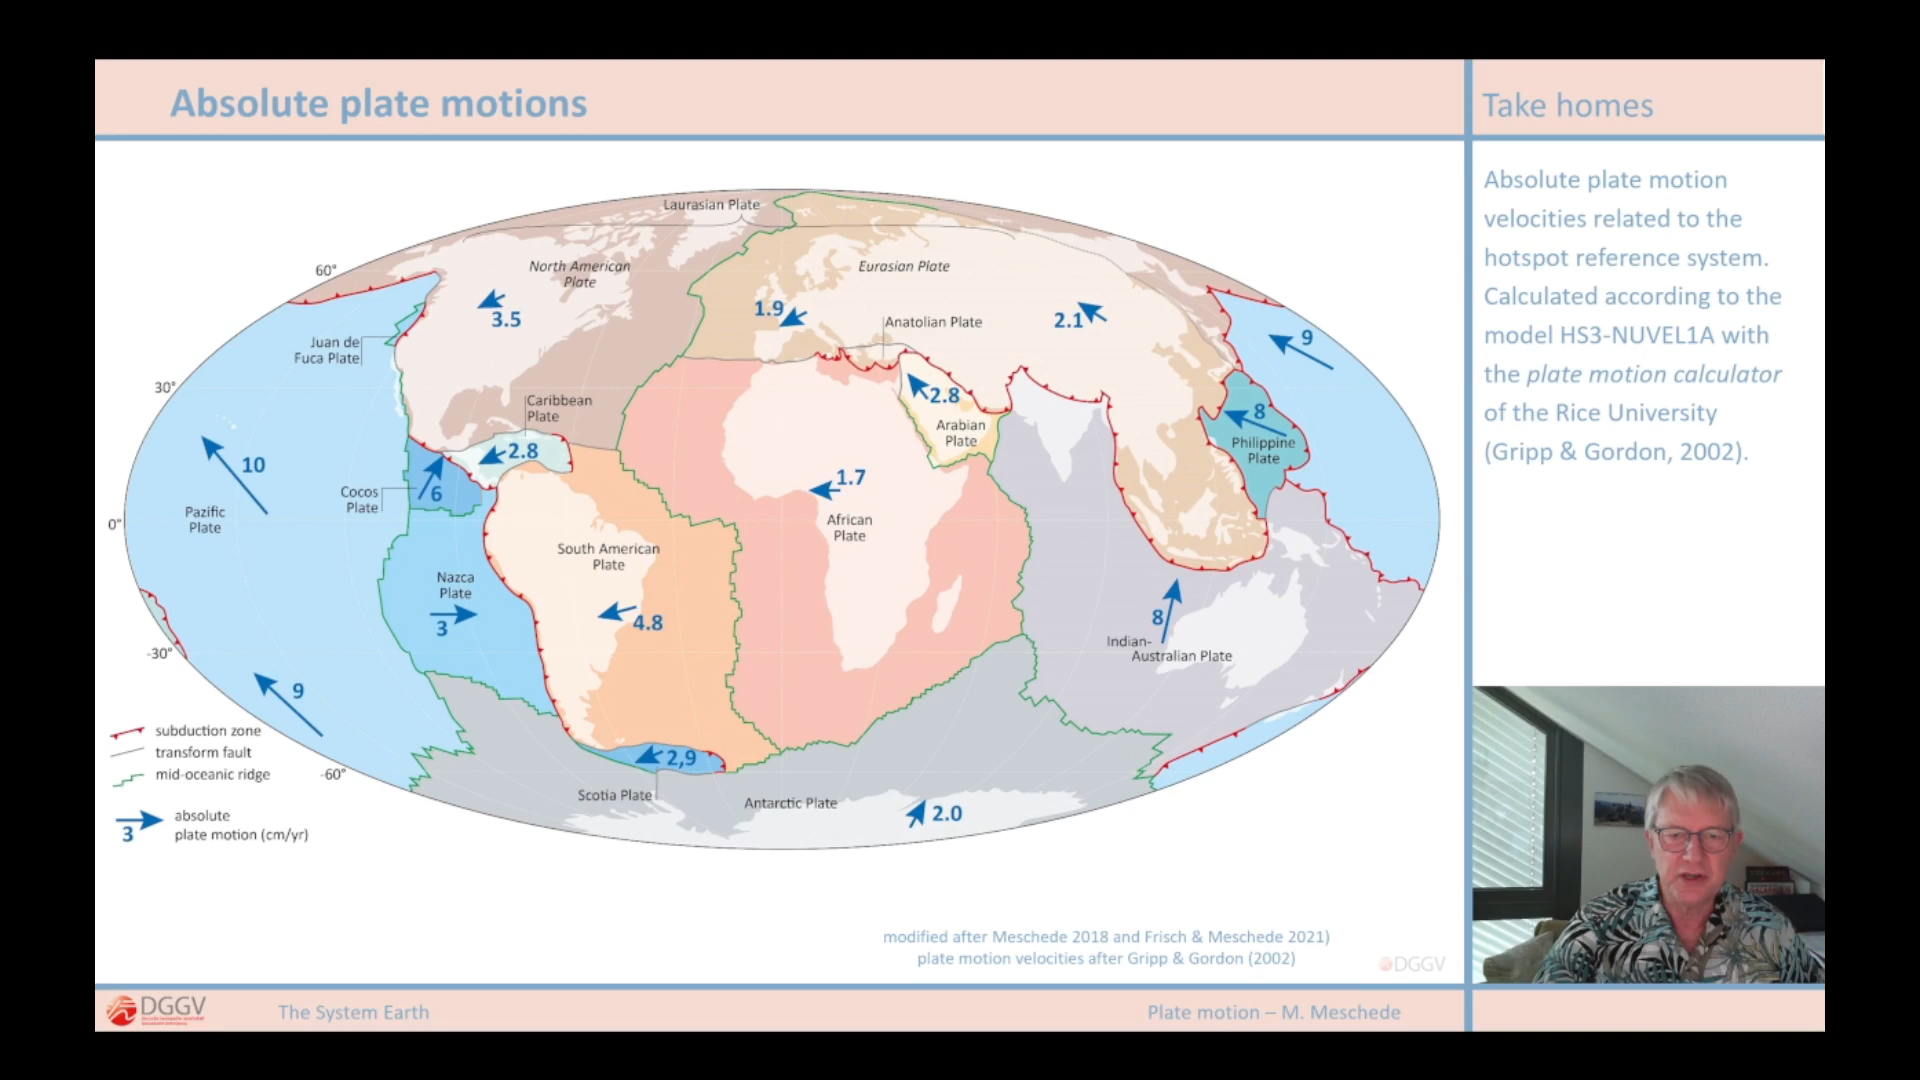 Absolute plate motions
Take homes
Absolute plate motion
velocities related to the
hotspot reference system.
Calculated according to the
model HS3-NUVEL1A with
the plate motion calculator
of the Rice University
(Gripp & Gordon, 2002).
Laurasian Plate
60°
North American
Plate
Eurasian Plate
3.5
1.9
Anatolian Plate
2.1
9
Juan de
Fuca Plate
30°
Caribbean
Plate
2.8
Arabian
Plate
8
Philippine
Plate
10
2.8
Cocos
Plate
6
1.7
Pazific
Plate
0°
African
Plate
South American
Plate
Nazca
Plate
3
4.8
8
Indian-
Australian Plate
-30°
9
subduction zone
transform fault
mid-oceanic ridge
-60°
2,9
Scotia Plate
Antarctic Plate
2.0
3
absolute
plate motion (cm/yr)
modified after Meschede 2018 and Frisch & Meschede 2021)
plate motion velocities after Gripp & Gordon (2002)
DGGV
DGGV
The System Earth
Plate motion – M. Meschede